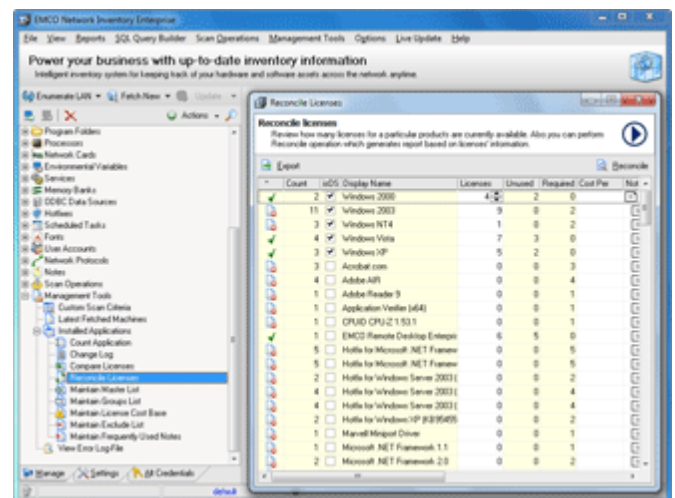 EMCO Network Inventory Enterprise
File View Reports SQL Query Builder Scan Operations Management Tools Options Live Update Help
Power your business with up-to-date inventory information
Intelligent inventory system for keeping track of your hardware and software assets across the network anytime.
Enumerate LAN Fetch New Update
Actions
Program Folders
Processors
Network Cards
Environmental Variables
Services
Memory Banks
ODBC Data Sources
Hotfixes
Scheduled Tasks
Fonts
User Accounts
Network Protocols
Notes
Scan Operations
Management Tools
Custom Scan Criteria
Latest Fetched Machines
Installed Applications
Count Application
Change Log
Compare Licenses
Reconcile Licenses
Maintain Master List
Maintain Groups List
Maintain License Cost Base
Maintain Exclude List
Maintain Frequently Used Notes
View Error Log-File
Manage Settings Alt Credentials
default
Reconcile Licenses
Reconcile licenses
Review how many licenses for a particular products are currently available. Also you can perform
Reconcile operation which generates report based on licenses' information.
Export Reconcile
Count isOS Display Name Licenses Unused Required Cost Per Not
2 Windows 2000 4 2 0
11 Windows 2003 9 0 2
3 Windows NT4 1 0 2
4 Windows Vista 7 3 0
3 Windows XP 5 2 0
3 Acrobat.com 0 0 3
4 Adobe AIR 0 0 4
1 Adobe Reader 9 0 0 1
1 Application Verifier (x64) 0 0 1
1 CPUID CPU-Z 1.53.1 0 0 1
1 EMCO Remote Desktop Enterpris 6 5 0
5 Hotfix for Microsoft .NET Framew 0 0 5
5 Hotfix for Microsoft .NET Framew 0 0 5
2 Hotfix for Windows Server 2003 ( 0 0 2
4 Hotfix for Windows Server 2003 ( 0 0 4
4 Hotfix for Windows Server 2003 ( 0 0 4
2 Hotfix for Windows XP 0 0 2
1 Marvell Miniport Driver 0 0 1
1 Microsoft .NET Framework 1.1 0 0 1
2 Microsoft .NET Framework 2.0 0 0 2